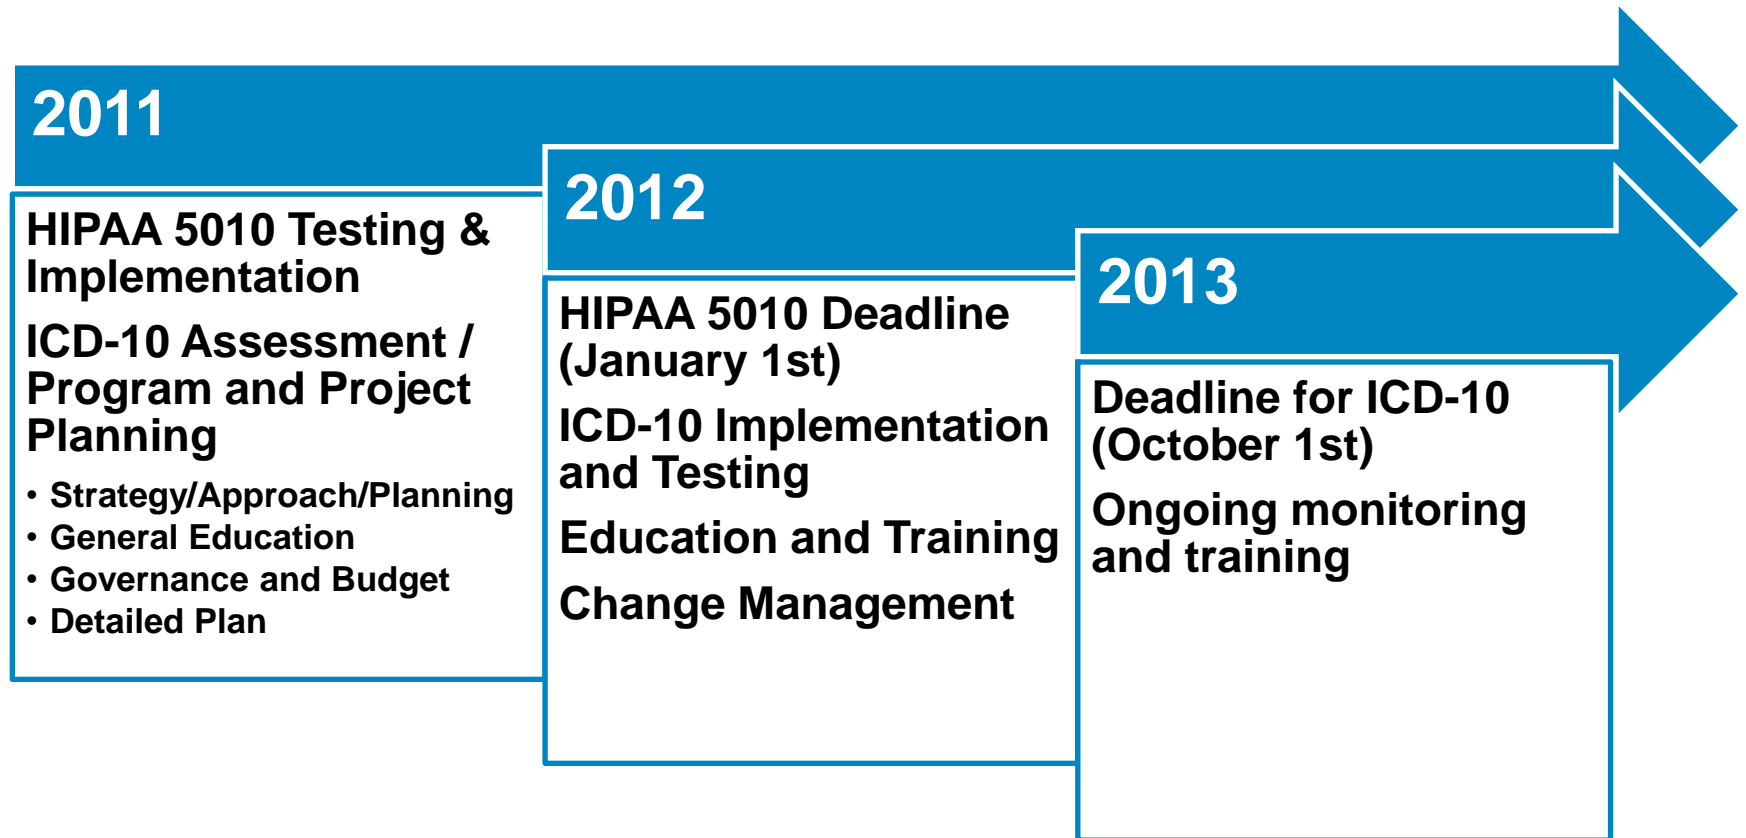 2011
HIPAA 5010 Testing &
Implementation
ICD-10 Assessment /
Program and Project
Planning
• Strategy/Approach/Planning
• General Education
• Governance and Budget
• Detailed Plan
2012
HIPAA 5010 Deadline
(January 1st)
ICD-10 Implementation
and Testing
Education and Training
Change Management
2013
Deadline for ICD-10
(October 1st)
Ongoing monitoring
and training